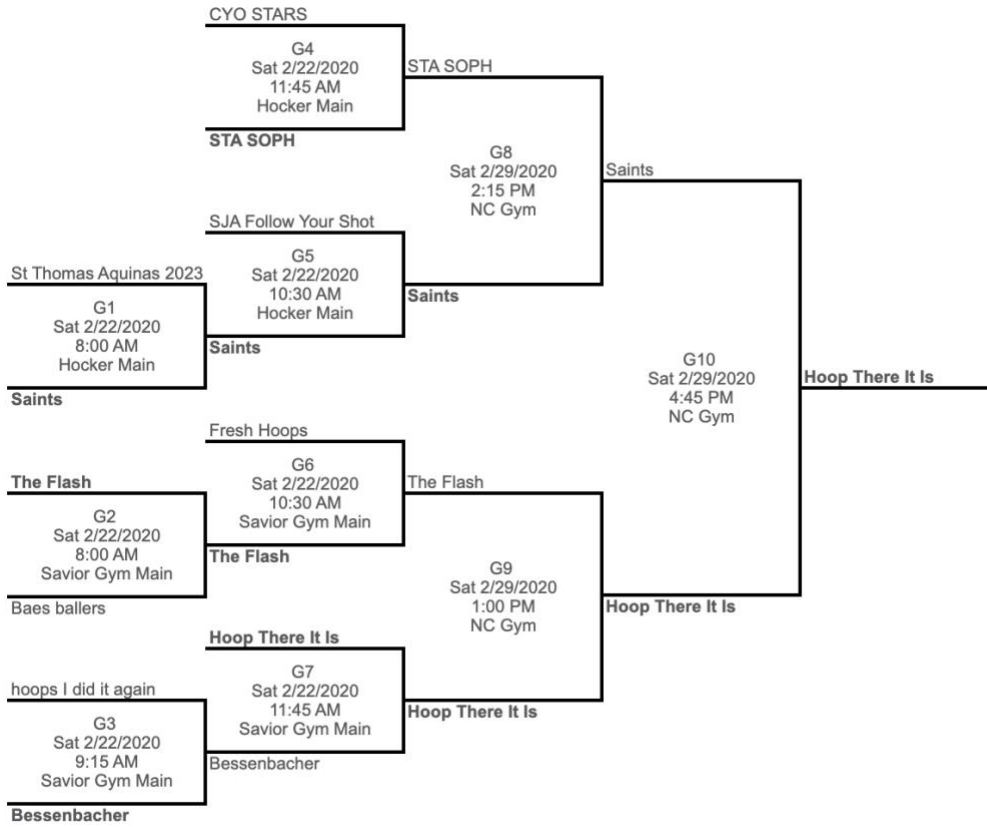 CYO STARS
G4
Sat 2/22/2020
11:45 AM
Hocker Main
STA SOPH
STA SOPH
G8
Sat 2/29/2020
2:15 PM
NC Gym
Saints
SJA Follow Your Shot
G5
Sat 2/22/2020
10:30 AM
Hocker Main
Saints
St Thomas Aquinas 2023
G1
Sat 2/22/2020
8:00 AM
Hocker Main
Saints
Saints
G10
Sat 2/29/2020
4:45 PM
NC Gym
Hoop There It Is
Fresh Hoops
G6
Sat 2/22/2020
10:30 AM
Savior Gym Main
The Flash
The Flash
G2
Sat 2/22/2020
8:00 AM
Savior Gym Main
The Flash
Baes ballers
G9
Sat 2/29/2020
1:00 PM
NC Gym
Hoop There It Is
Hoop There It Is
G7
Sat 2/22/2020
11:45 AM
Savior Gym Main
Hoop There It Is
hoops I did it again
G3
Sat 2/22/2020
9:15 AM
Savior Gym Main
Bessenbacher
Bessenbacher